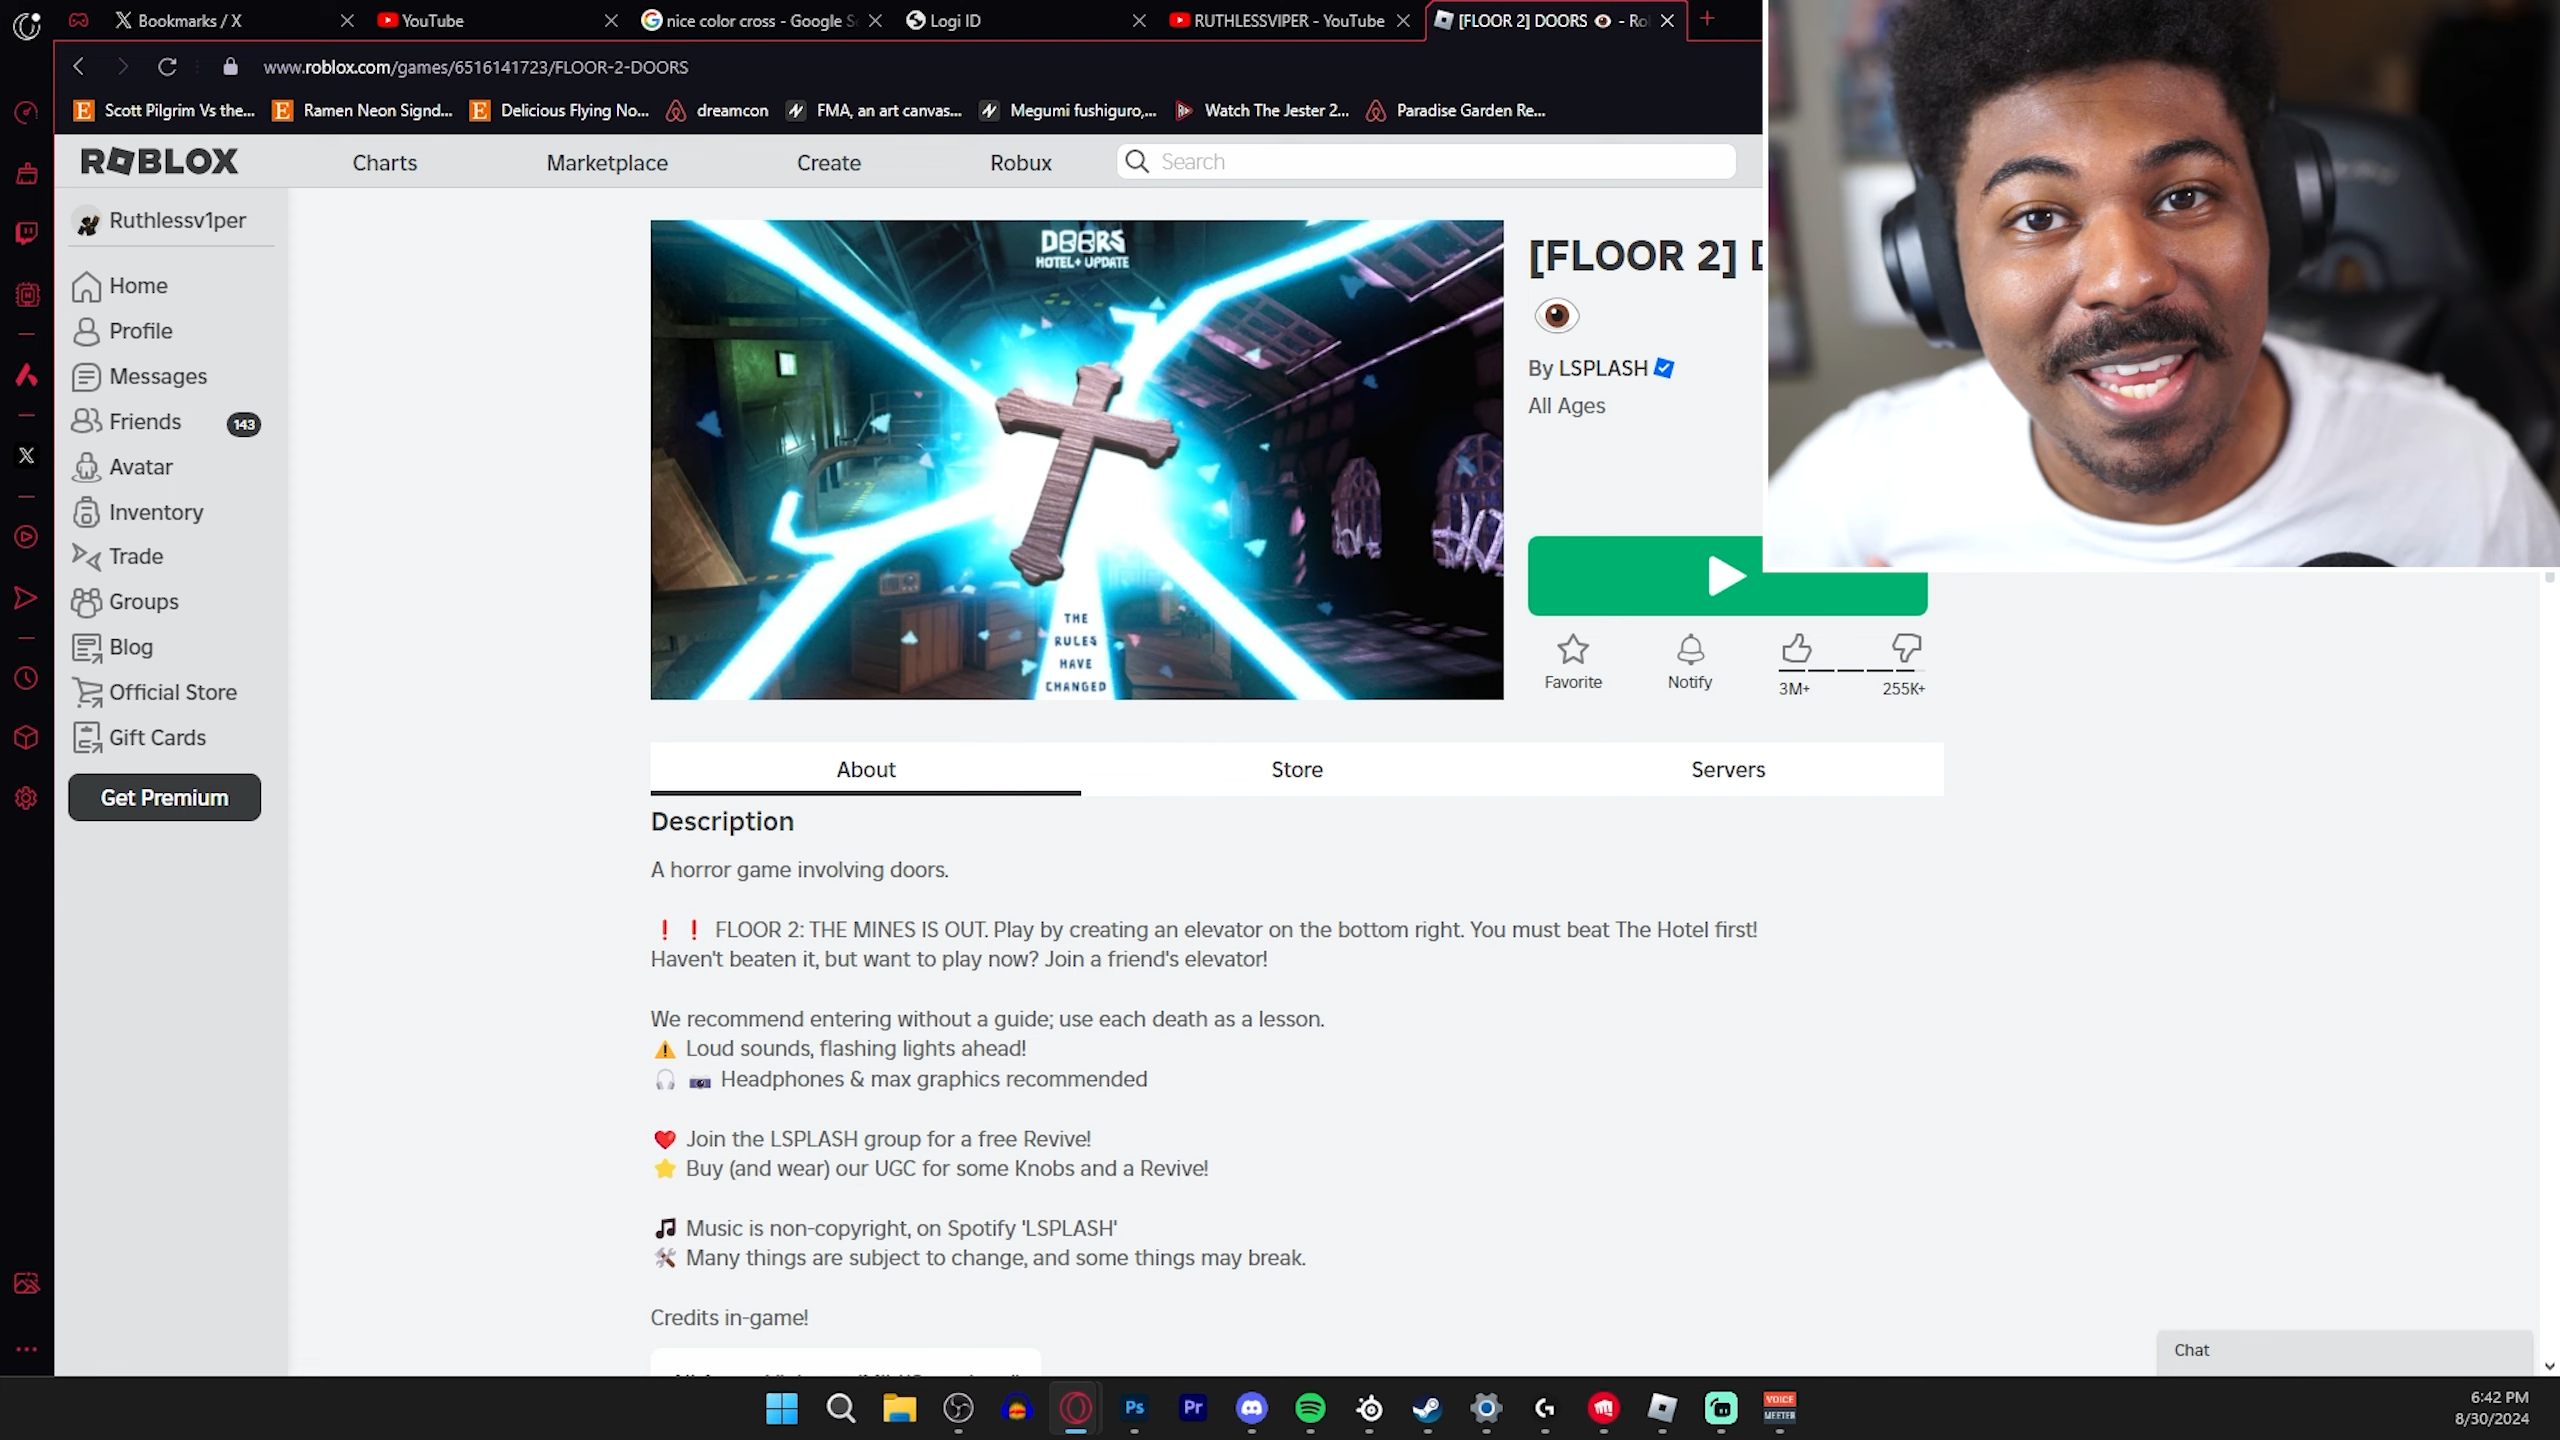 Bookmarks / X
YouTube
nice color cross - Google S
Logi ID
RUTHLESSVIPER - YouTube
[FLOOR 2] DOORS 👁 - Ro
www.roblox.com/games/6516141723/FLOOR-2-DOORS
Scott Pilgrim Vs the...
Ramen Neon Signd...
Delicious Flying No...
dreamcon
FMA, an art canvas...
Megumi fushiguro,...
Watch The Jester 2...
Paradise Garden Re...
ROBLOX
Charts
Marketplace
Create
Robux
Search
Ruthlessv1per
Home
Profile
Messages
Friends
143
Avatar
Inventory
Trade
Groups
Blog
Official Store
Gift Cards
Get Premium
DOORS
HOTEL+ UPDATE
THE
RULES
HAVE
CHANGED
[FLOOR 2]
👁
By LSPLASH
All Ages
Favorite
Notify
3M+
255K+
About
Store
Servers
Description
A horror game involving doors.
❗❗ FLOOR 2: THE MINES IS OUT. Play by creating an elevator on the bottom right. You must beat The Hotel first!
Haven't beaten it, but want to play now? Join a friend's elevator!
We recommend entering without a guide; use each death as a lesson.
⚠️ Loud sounds, flashing lights ahead!
🎧 📷 Headphones & max graphics recommended
❤️ Join the LSPLASH group for a free Revive!
⭐ Buy (and wear) our UGC for some Knobs and a Revive!
🎵 Music is non-copyright, on Spotify 'LSPLASH'
🛠️ Many things are subject to change, and some things may break.
Credits in-game!
Chat
Ps
Pr
VOICE
MEETER
6:42 PM
8/30/2024